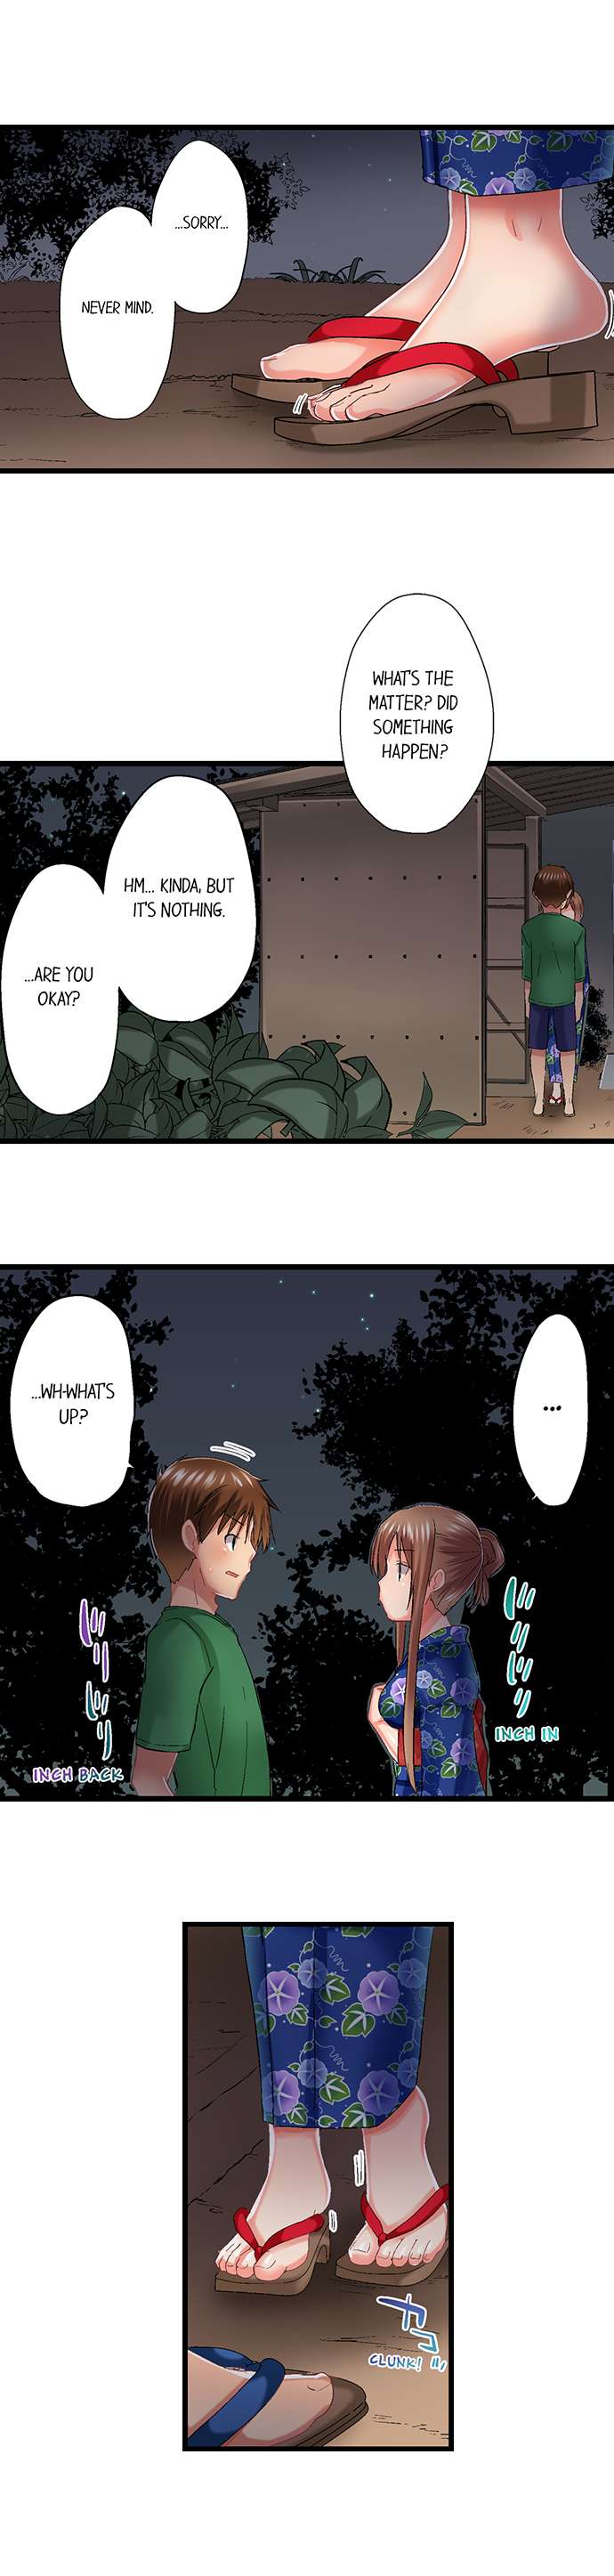 ...SORRY...
NEVER MIND.
WHAT'S THE
MATTER? DID
SOMETHING
HAPPEN?
HM... KINDA, BUT
IT'S NOTHING.
...ARE YOU
OKAY?
...
...WH-WHAT'S
UP?
INCH IN
INCH BACK
CLUNK!